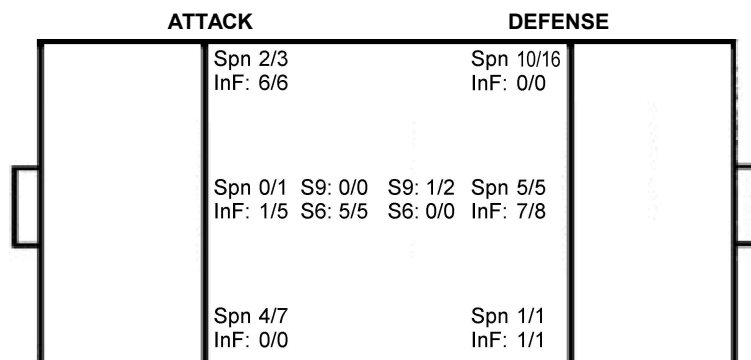 ATTACK DEFENSE
Spn 2/3 Spn 10/16
InF: 6/6 InF: 0/0
Spn 0/1 S9: 0/0 S9: 1/2 Spn 5/5
InF: 1/5 S6: 5/5 S6: 0/0 InF: 7/8
Spn 4/7 Spn 1/1
InF: 0/0 InF: 1/1